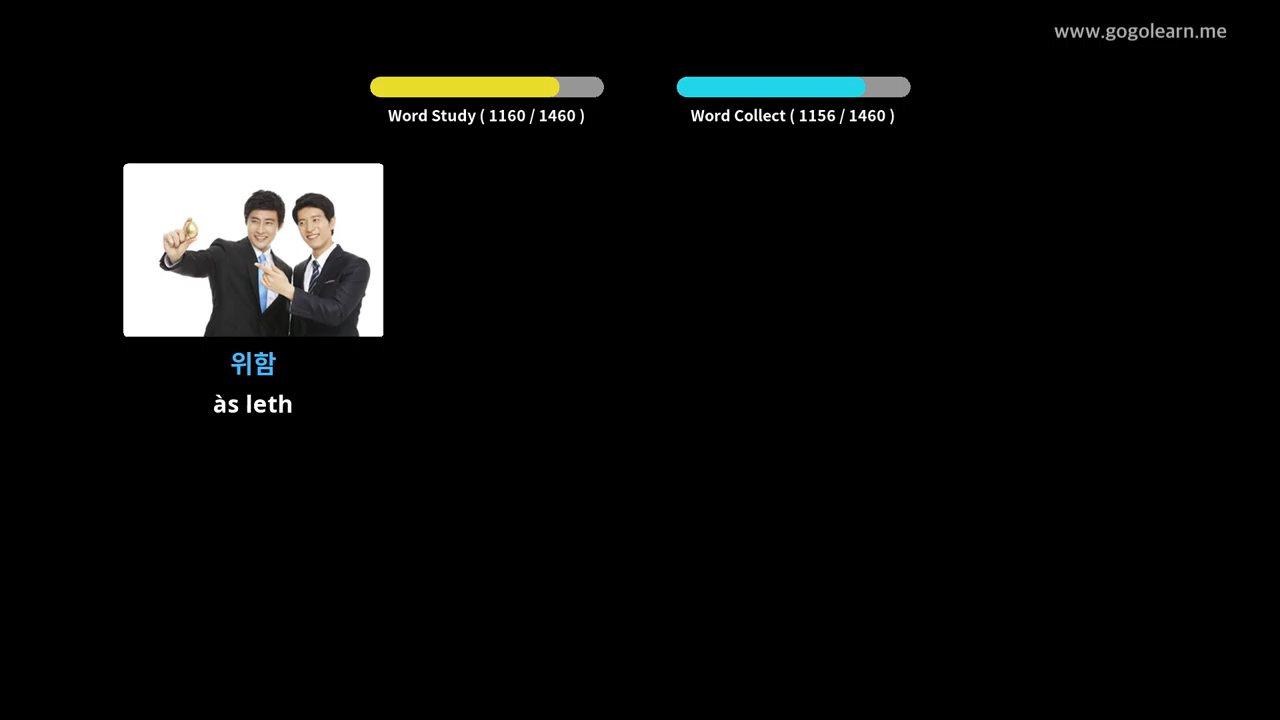 www.gogolearn.me
Word Study ( 1160 / 1460 )
Word Collect ( 1156 / 1460 )
위함
às leth